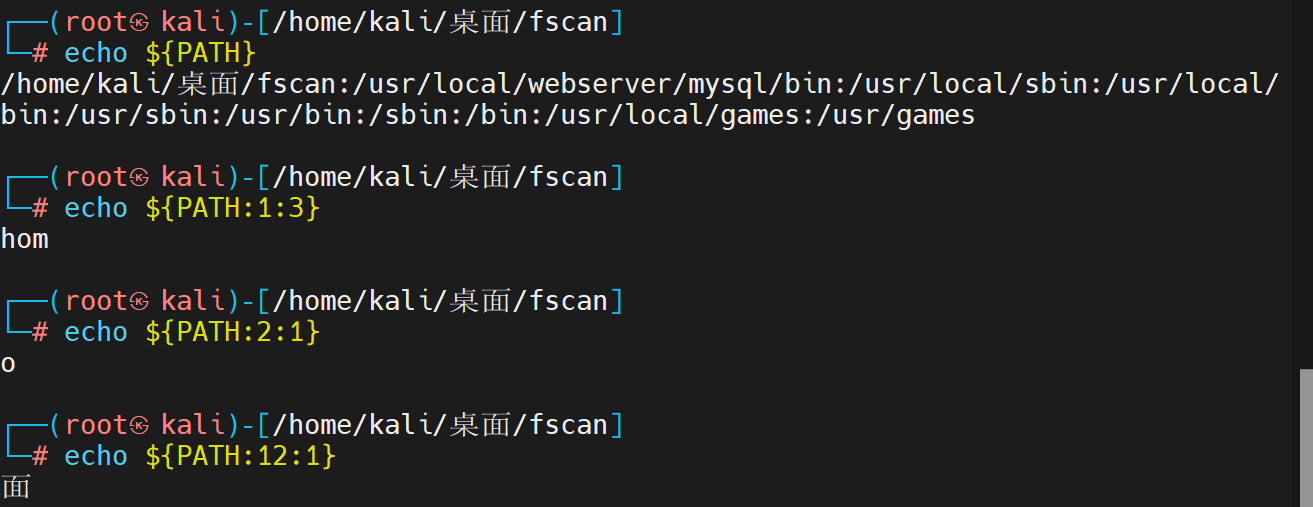 ┌──(root㉿ kali)-[/home/kali/桌面/fscan]
└─# echo ${PATH}
/home/kali/桌面/fscan:/usr/local/webserver/mysql/bin:/usr/local/sbin:/usr/local/
bin:/usr/sbin:/usr/bin:/sbin:/bin:/usr/local/games:/usr/games
┌──(root㉿ kali)-[/home/kali/桌面/fscan]
└─# echo ${PATH:1:3}
hom
┌──(root㉿ kali)-[/home/kali/桌面/fscan]
└─# echo ${PATH:2:1}
o
┌──(root㉿ kali)-[/home/kali/桌面/fscan]
└─# echo ${PATH:12:1}
面